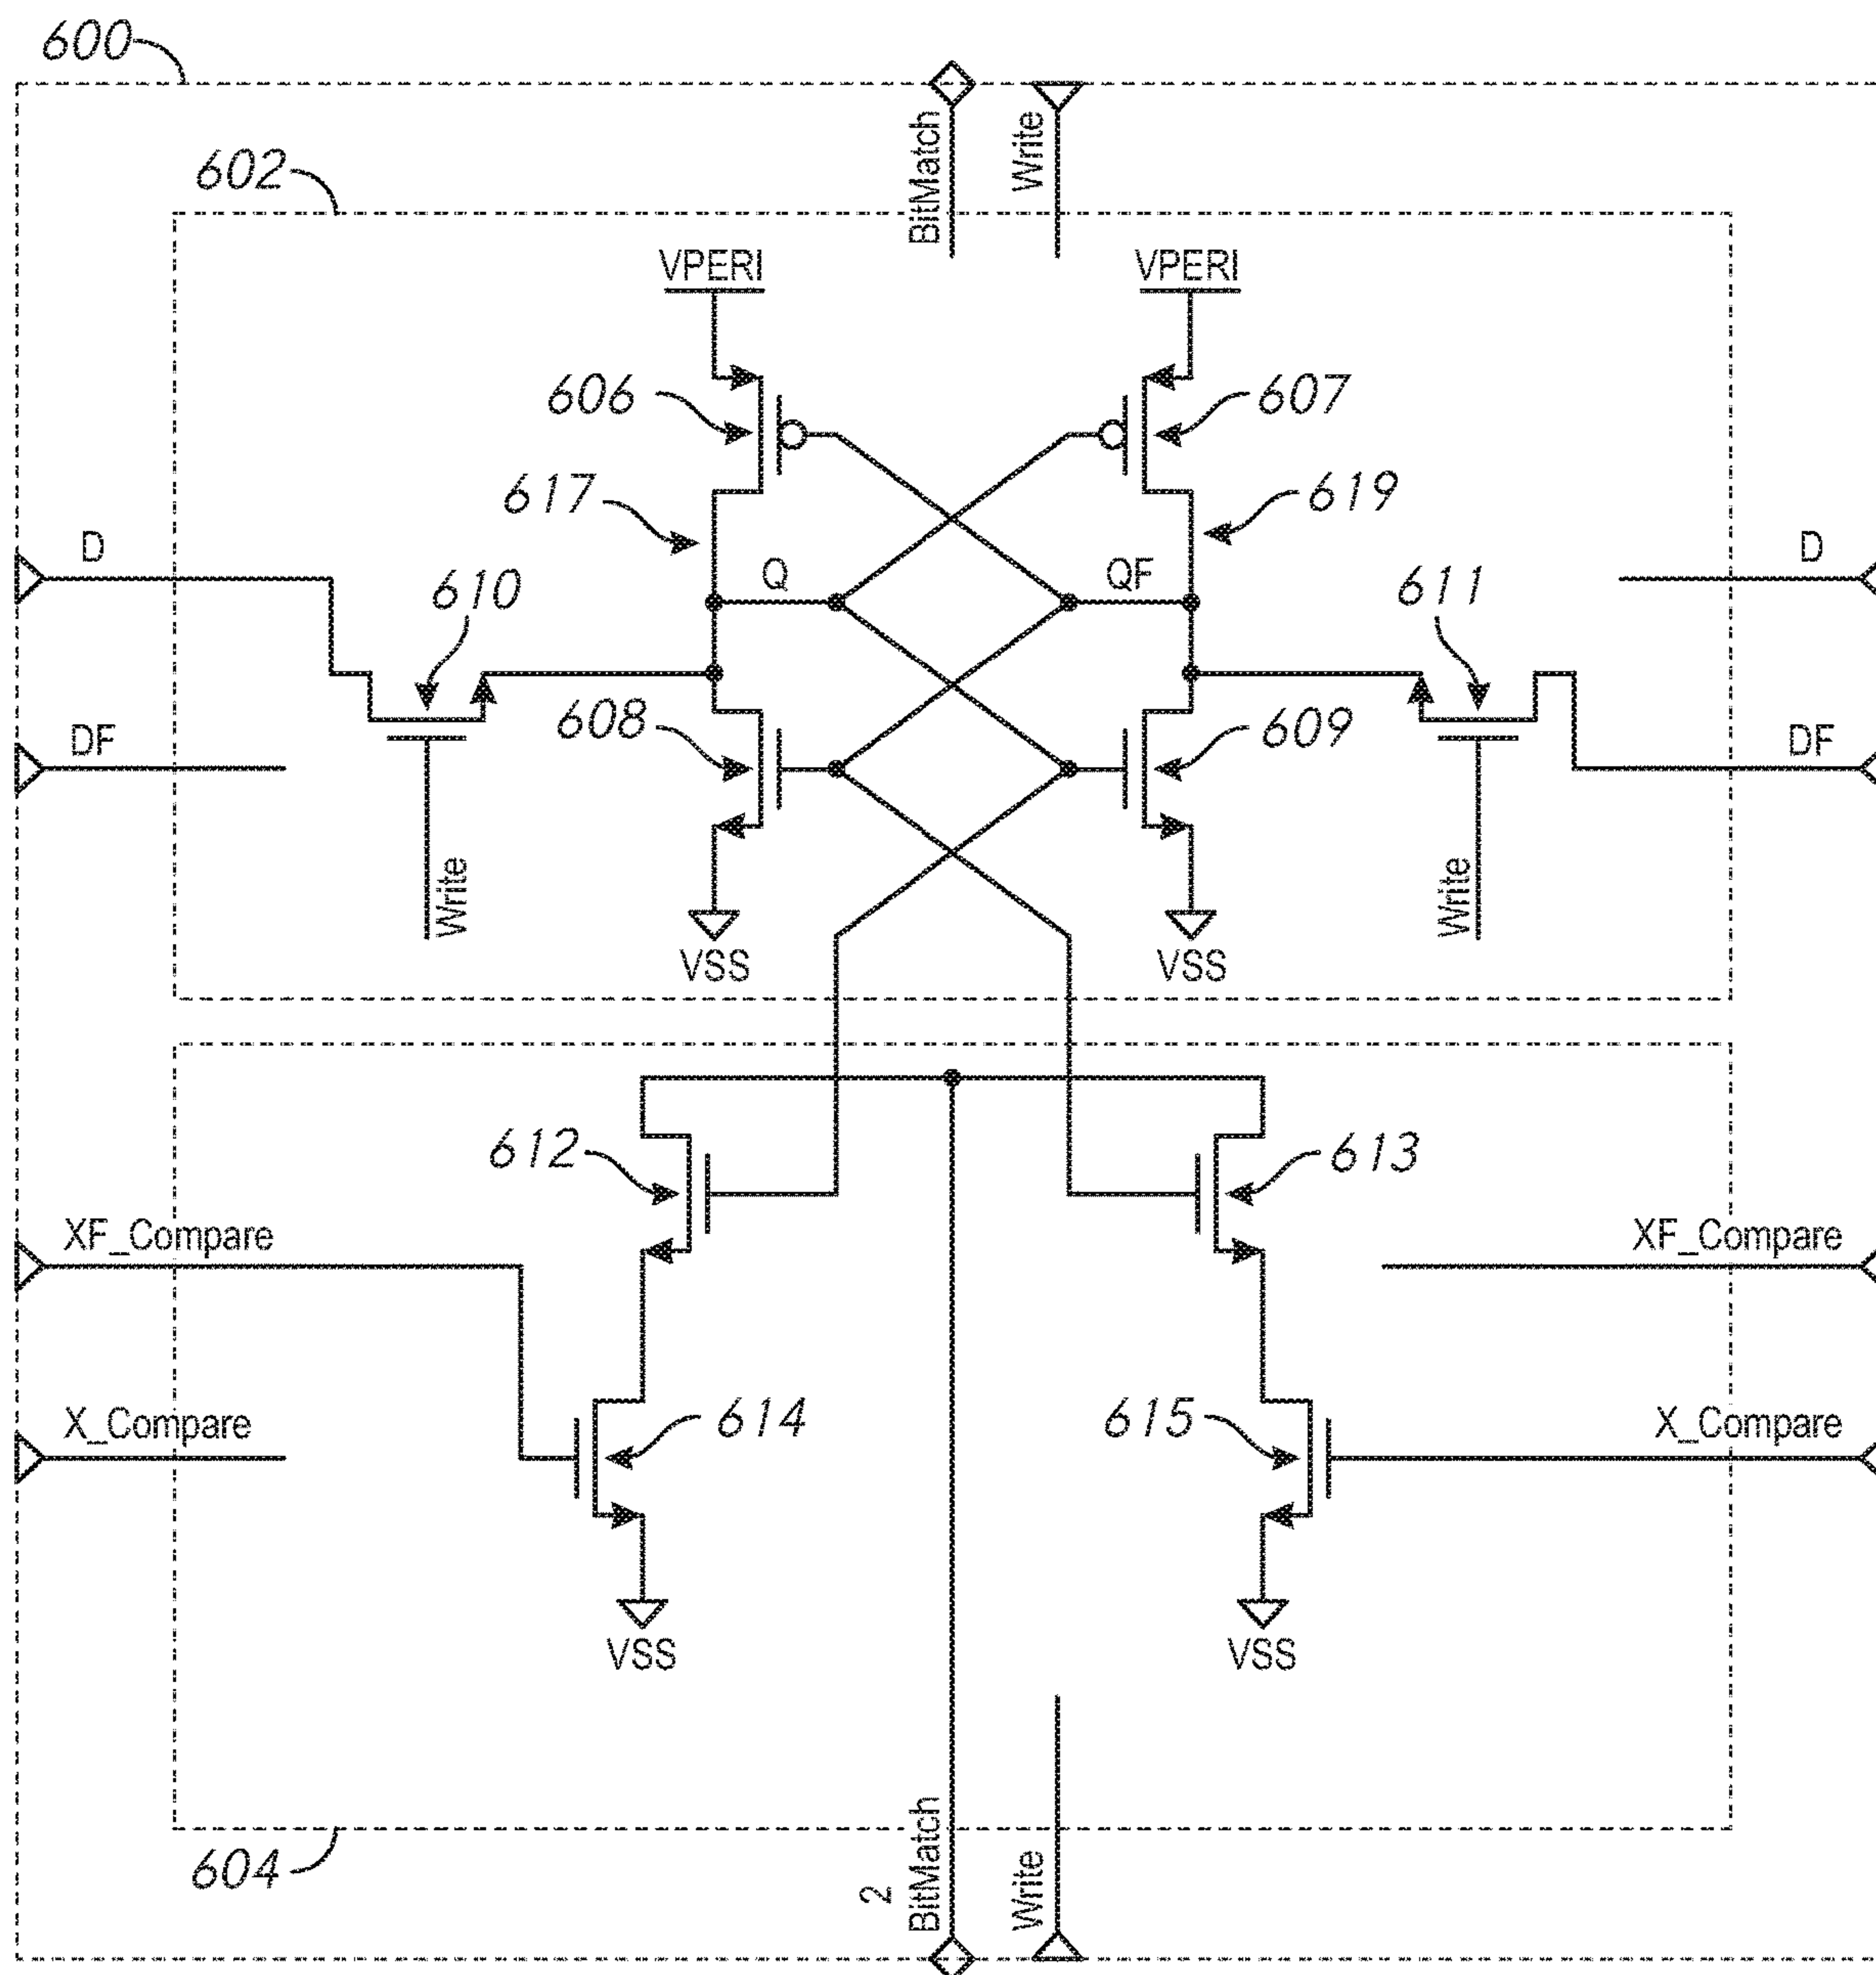 600
BitMatch
Write
602
VPERI
VPERI
606
607
617
619
D
Q
QF
D
610
611
DF
608
609
DF
Write
Write
VSS
VSS
612
613
XF_Compare
XF_Compare
X_Compare
614
615
X_Compare
VSS
VSS
604
2
BitMatch
Write